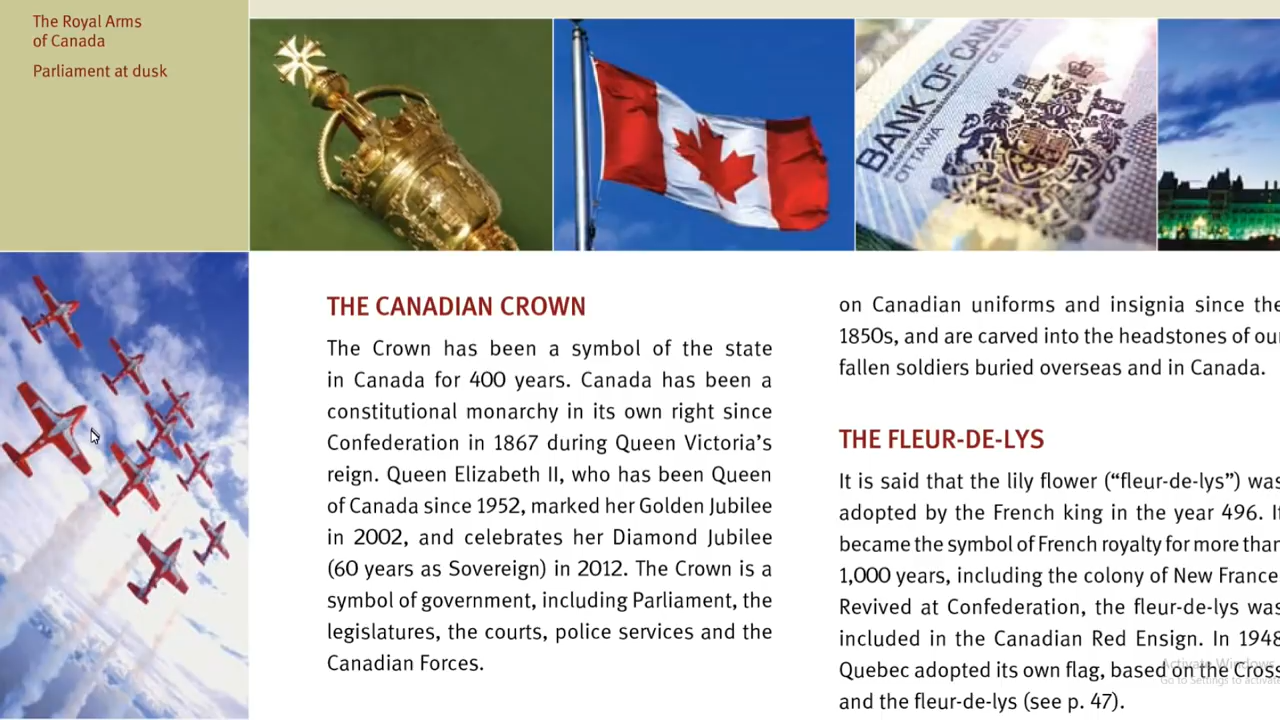 The Royal Arms
of Canada
Parliament at dusk
BANK OF CANA
OTTAWA
THE CANADIAN CROWN
The Crown has been a symbol of the state
in Canada for 400 years. Canada has been a
constitutional monarchy in its own right since
Confederation in 1867 during Queen Victoria’s
reign. Queen Elizabeth II, who has been Queen
of Canada since 1952, marked her Golden Jubilee
in 2002, and celebrates her Diamond Jubilee
(60 years as Sovereign) in 2012. The Crown is a
symbol of government, including Parliament, the
legislatures, the courts, police services and the
Canadian Forces.
on Canadian uniforms and insignia since the
1850s, and are carved into the headstones of ou
fallen soldiers buried overseas and in Canada.
THE FLEUR-DE-LYS
It is said that the lily flower (“fleur-de-lys”) was
adopted by the French king in the year 496. It
became the symbol of French royalty for more than
1,000 years, including the colony of New France
Revived at Confederation, the fleur-de-lys was
included in the Canadian Red Ensign. In 1948
Quebec adopted its own flag, based on the Cross
and the fleur-de-lys (see p. 47).
Activate Windows
Go to Settings to activate